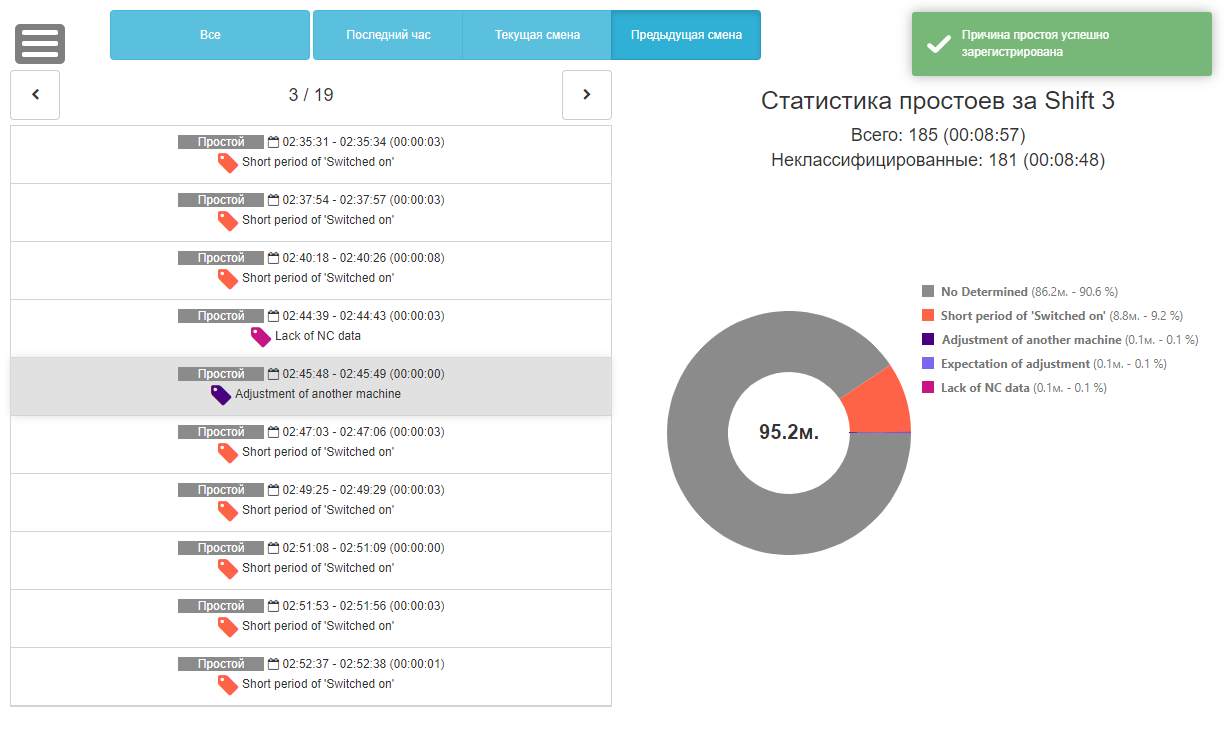 Все
Последний час
Текущая смена
Предыдущая смена
Причина простоя успешно
зарегистрирована
3 / 19
Простой 02:35:31 - 02:35:34 (00:00:03)
Short period of 'Switched on'
Простой 02:37:54 - 02:37:57 (00:00:03)
Short period of 'Switched on'
Простой 02:40:18 - 02:40:26 (00:00:08)
Short period of 'Switched on'
Простой 02:44:39 - 02:44:43 (00:00:03)
Lack of NC data
Простой 02:45:48 - 02:45:49 (00:00:00)
Adjustment of another machine
Простой 02:47:03 - 02:47:06 (00:00:03)
Short period of 'Switched on'
Простой 02:49:25 - 02:49:29 (00:00:03)
Short period of 'Switched on'
Простой 02:51:08 - 02:51:09 (00:00:00)
Short period of 'Switched on'
Простой 02:51:53 - 02:51:56 (00:00:03)
Short period of 'Switched on'
Простой 02:52:37 - 02:52:38 (00:00:01)
Short period of 'Switched on'
Статистика простоев за Shift 3
Всего: 185 (00:08:57)
Неклассифицированные: 181 (00:08:48)
No Determined (86.2м. - 90.6 %)
Short period of 'Switched on' (8.8м. - 9.2 %)
Adjustment of another machine (0.1м. - 0.1 %)
Expectation of adjustment (0.1м. - 0.1 %)
Lack of NC data (0.1м. - 0.1 %)
95.2м.